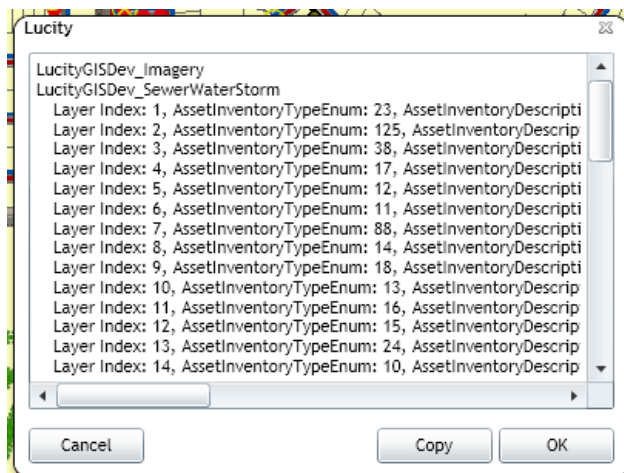 Lucity
LucityGISDev_Imagery
LucityGISDev_SewerWaterStorm
Layer Index: 1, AssetInventoryTypeEnum: 23, AssetInventoryDescripti
Layer Index: 2, AssetInventoryTypeEnum: 125, AssetInventoryDescript
Layer Index: 3, AssetInventoryTypeEnum: 38, AssetInventoryDescripti
Layer Index: 4, AssetInventoryTypeEnum: 17, AssetInventoryDescripti
Layer Index: 5, AssetInventoryTypeEnum: 12, AssetInventoryDescripti
Layer Index: 6, AssetInventoryTypeEnum: 11, AssetInventoryDescripti
Layer Index: 7, AssetInventoryTypeEnum: 88, AssetInventoryDescripti
Layer Index: 8, AssetInventoryTypeEnum: 14, AssetInventoryDescripti
Layer Index: 9, AssetInventoryTypeEnum: 18, AssetInventoryDescripti
Layer Index: 10, AssetInventoryTypeEnum: 13, AssetInventoryDescrip
Layer Index: 11, AssetInventoryTypeEnum: 16, AssetInventoryDescrip
Layer Index: 12, AssetInventoryTypeEnum: 15, AssetInventoryDescrip
Layer Index: 13, AssetInventoryTypeEnum: 24, AssetInventoryDescrip
Layer Index: 14, AssetInventoryTypeEnum: 10, AssetInventoryDescrip
Cancel Copy OK